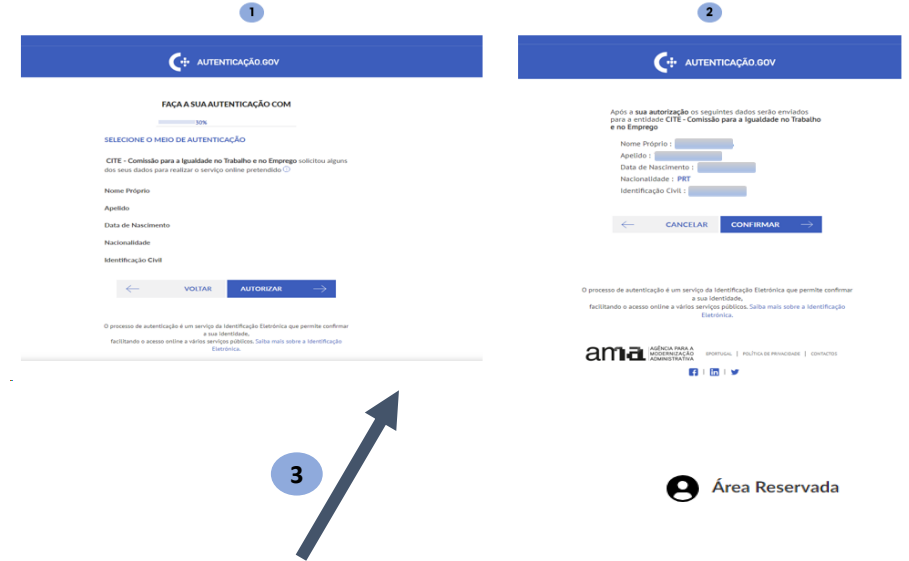 1
AUTENTICAÇÃO.GOV
FAÇA A SUA AUTENTICAÇÃO COM
30%
SELECIONE O MEIO DE AUTENTICAÇÃO
CITE - Comissão para a Igualdade no Trabalho e no Emprego solicitou alguns
dos seus dados para realizar o serviço online pretendido
Nome Próprio
Apelido
Data de Nascimento
Nacionalidade
Identificação Civil
VOLTAR AUTORIZAR
O processo de autenticação é um serviço da Identificação Eletrónica que permite confirmar
a sua identidade,
facilitando o acesso online a vários serviços públicos. Saiba mais sobre a Identificação
Eletrónica.
2
AUTENTICAÇÃO.GOV
Após a sua autorização os seguintes dados serão enviados
para a entidade CITE - Comissão para a Igualdade no Trabalho
e no Emprego
Nome Próprio :
Apelido :
Data de Nascimento :
Nacionalidade : PRT
Identificação Civil :
CANCELAR CONFIRMAR
O processo de autenticação é um serviço da Identificação Eletrónica que permite confirmar
a sua identidade,
facilitando o acesso online a vários serviços públicos. Saiba mais sobre a Identificação
Eletrónica.
ama AGÊNCIA PARA A
MODERNIZAÇÃO
ADMINISTRATIVA
EPORTUGAL | POLÍTICA DE PRIVACIDADE | CONTACTOS
3
Área Reservada